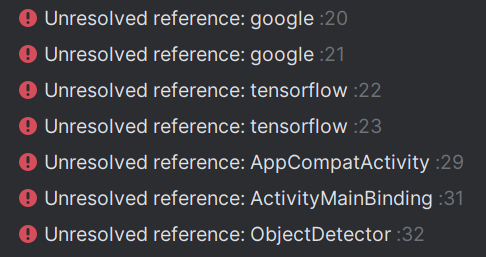 Unresolved reference: google :20
Unresolved reference: google :21
Unresolved reference: tensorflow :22
Unresolved reference: tensorflow :23
Unresolved reference: AppCompatActivity :29
Unresolved reference: ActivityMainBinding :31
Unresolved reference: ObjectDetector :32